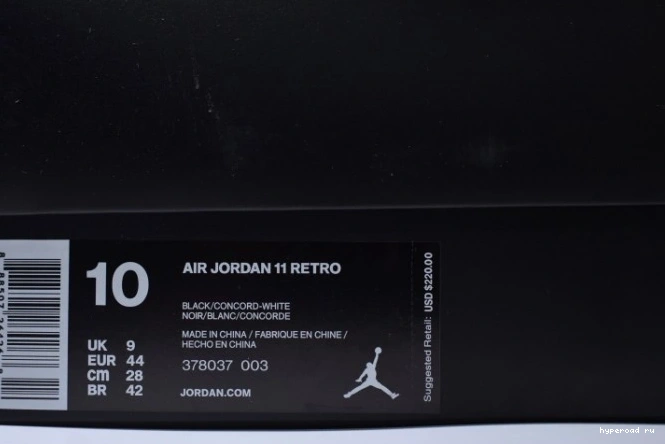 10
UK 9
EUR 44
cm 28
BR 42
AIR JORDAN 11 RETRO
BLACK/CONCORD-WHITE
NOIR/BLANC/CONCORDE
MADE IN CHINA / FABRIQUE EN CHINE /
HECHO EN CHINA
378037 003
JORDAN.COM
Suggested Retail: USD $220.00
hyperoad.ru